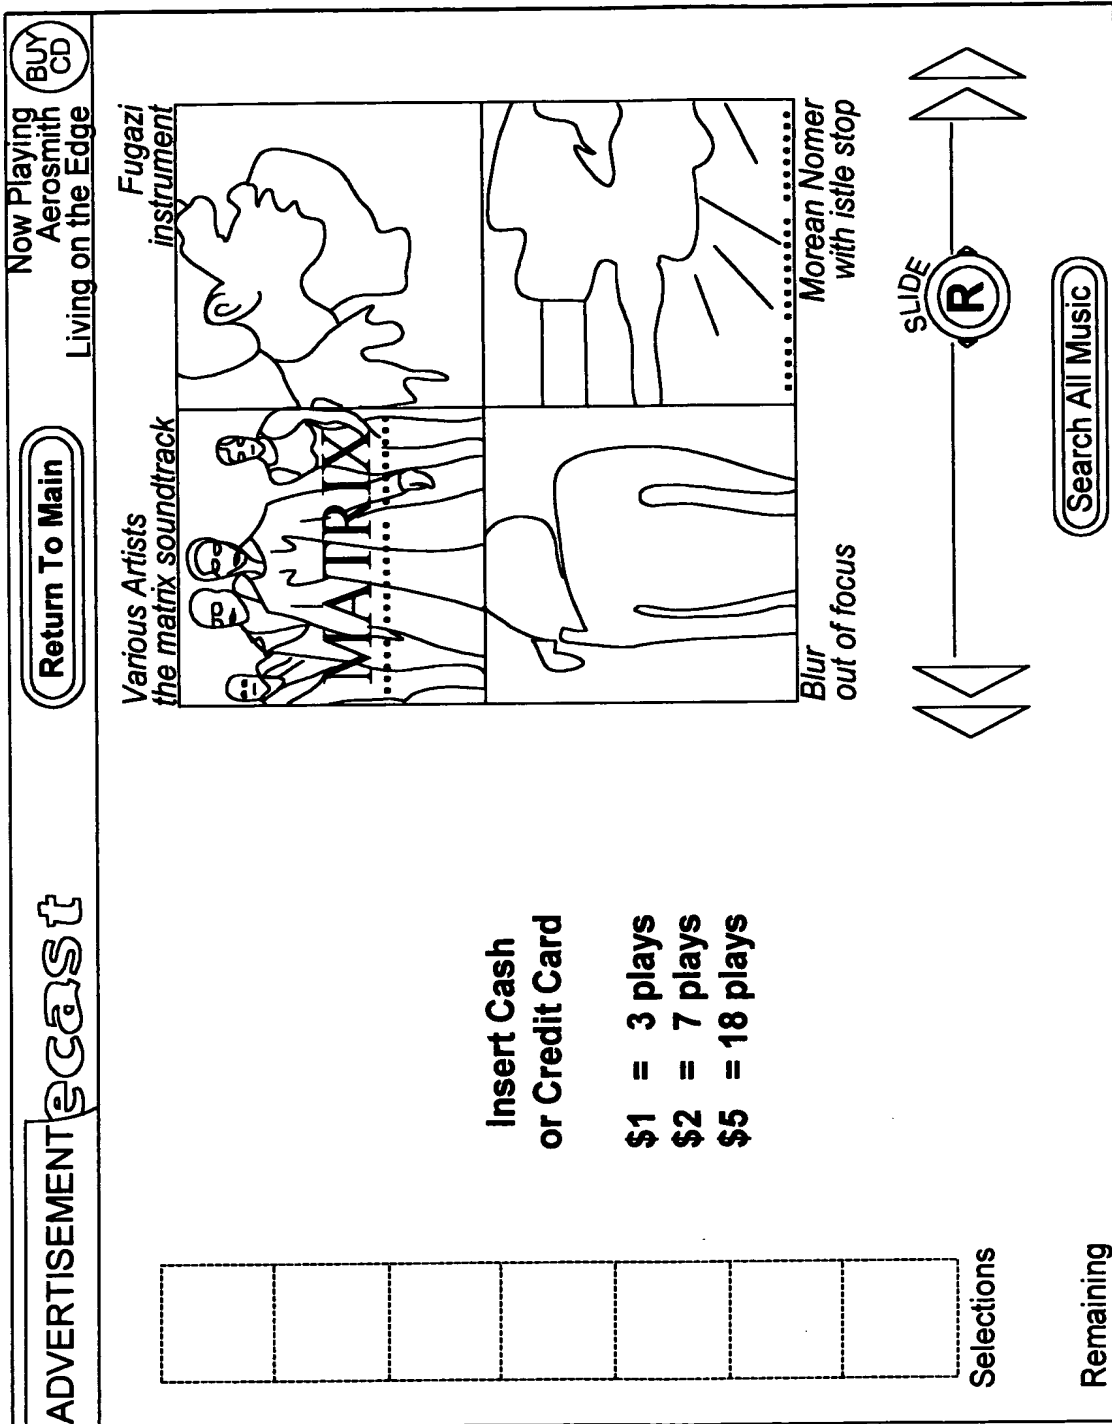 ADVERTISEMENT
ecast
Return To Main
Now Playing
Aerosmith
Living on the Edge
BUY
CD
Various Artists
the matrix soundtrack
Fugazi
instrument
MATRIX
Blur
out of focus
Morean Nomer
with istle stop
Insert Cash
or Credit Card
$1 = 3 plays
$2 = 7 plays
$5 = 18 plays
SLIDE
R
Selections
Search All Music
Remaining